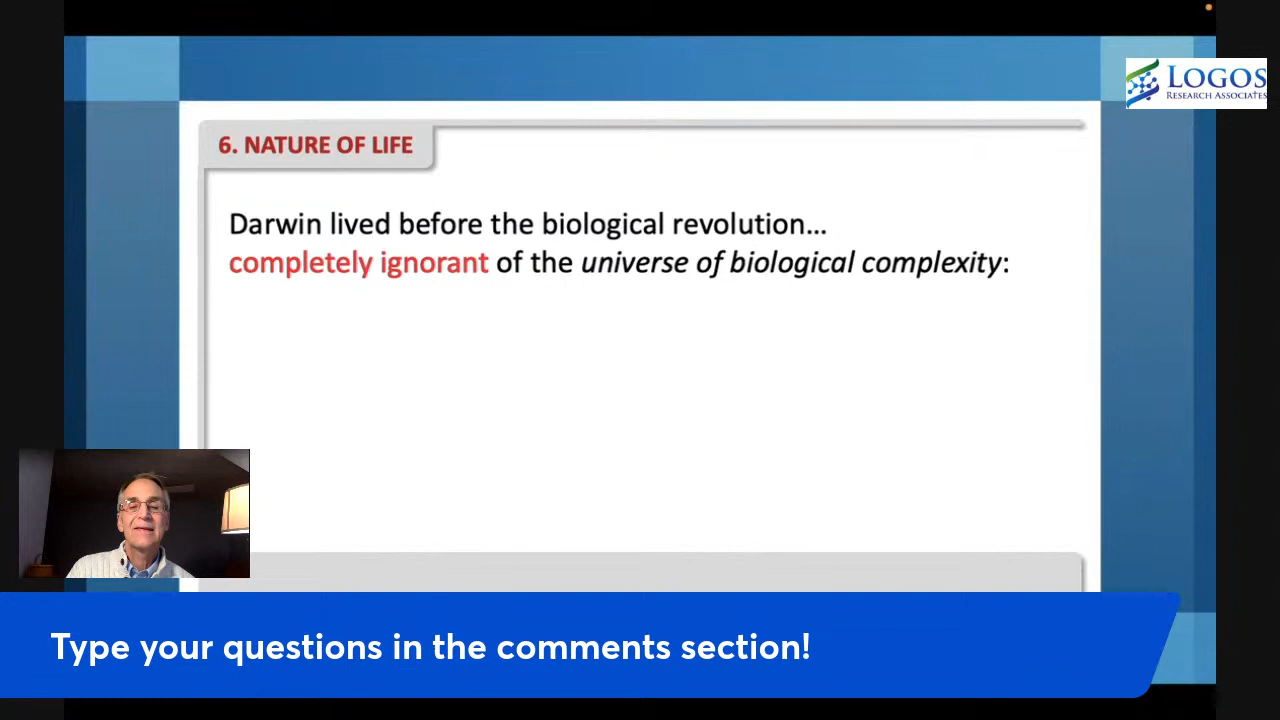 LOGOS
RESEARCH ASSOCIATES
6. NATURE OF LIFE
Darwin lived before the biological revolution…
completely ignorant of the universe of biological complexity:
Type your questions in the comments section!